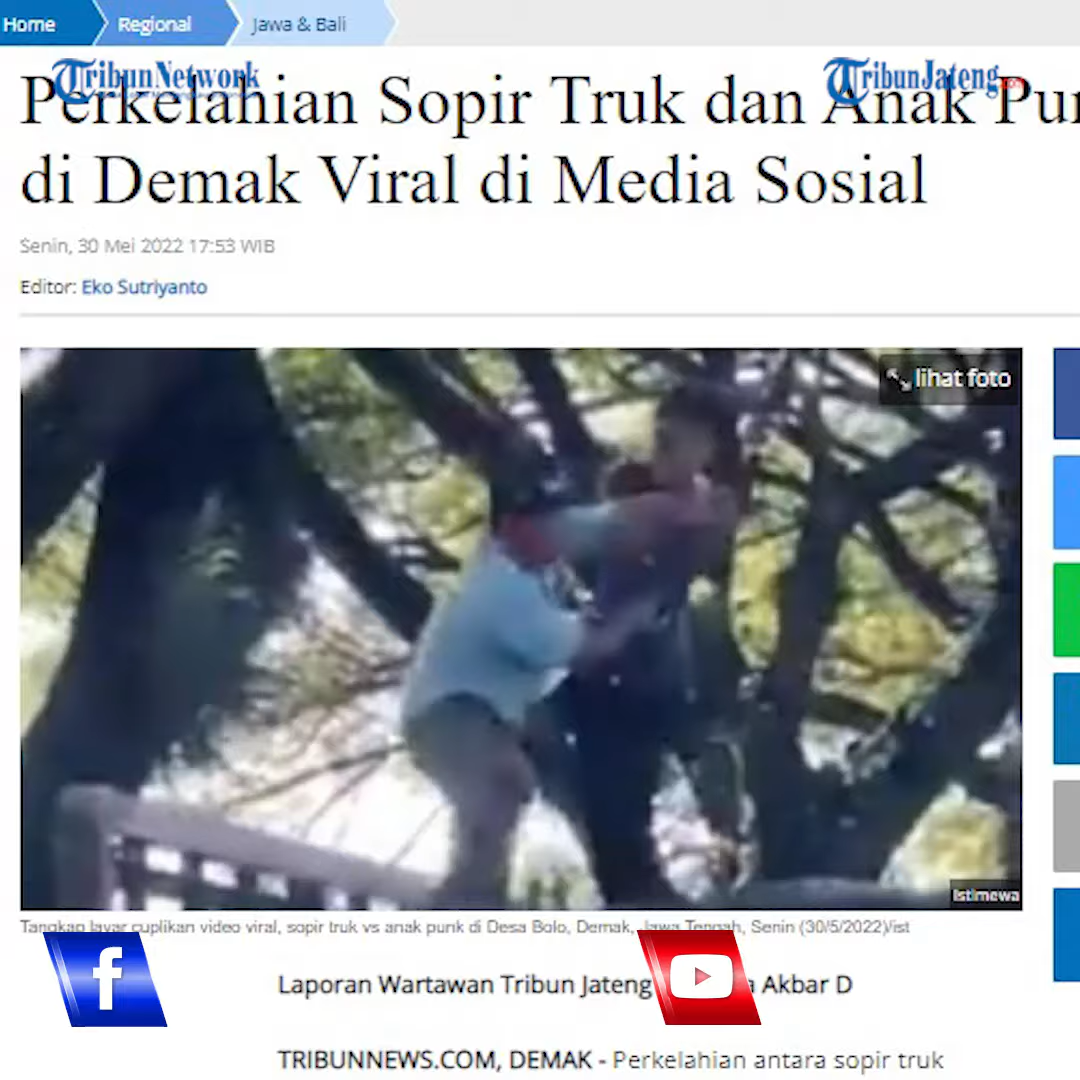 Home Regional Jawa & Bali
TribunNetwork TribunJateng.com
Perkelahian Sopir Truk dan Anak
di Demak Viral di Media Sosial
Senin, 30 Mei 2022 17:53 WIB
Editor: Eko Sutriyanto
lihat foto
Istimewa
Tangkap layar cuplikan video viral, sopir truk vs anak punk di Desa Bolo, Demak, Jawa Tengah, Senin (30/5/2022)/ist
Laporan Wartawan Tribun Jateng Akbar D
TRIBUNNEWS.COM, DEMAK - Perkelahian antara sopir truk